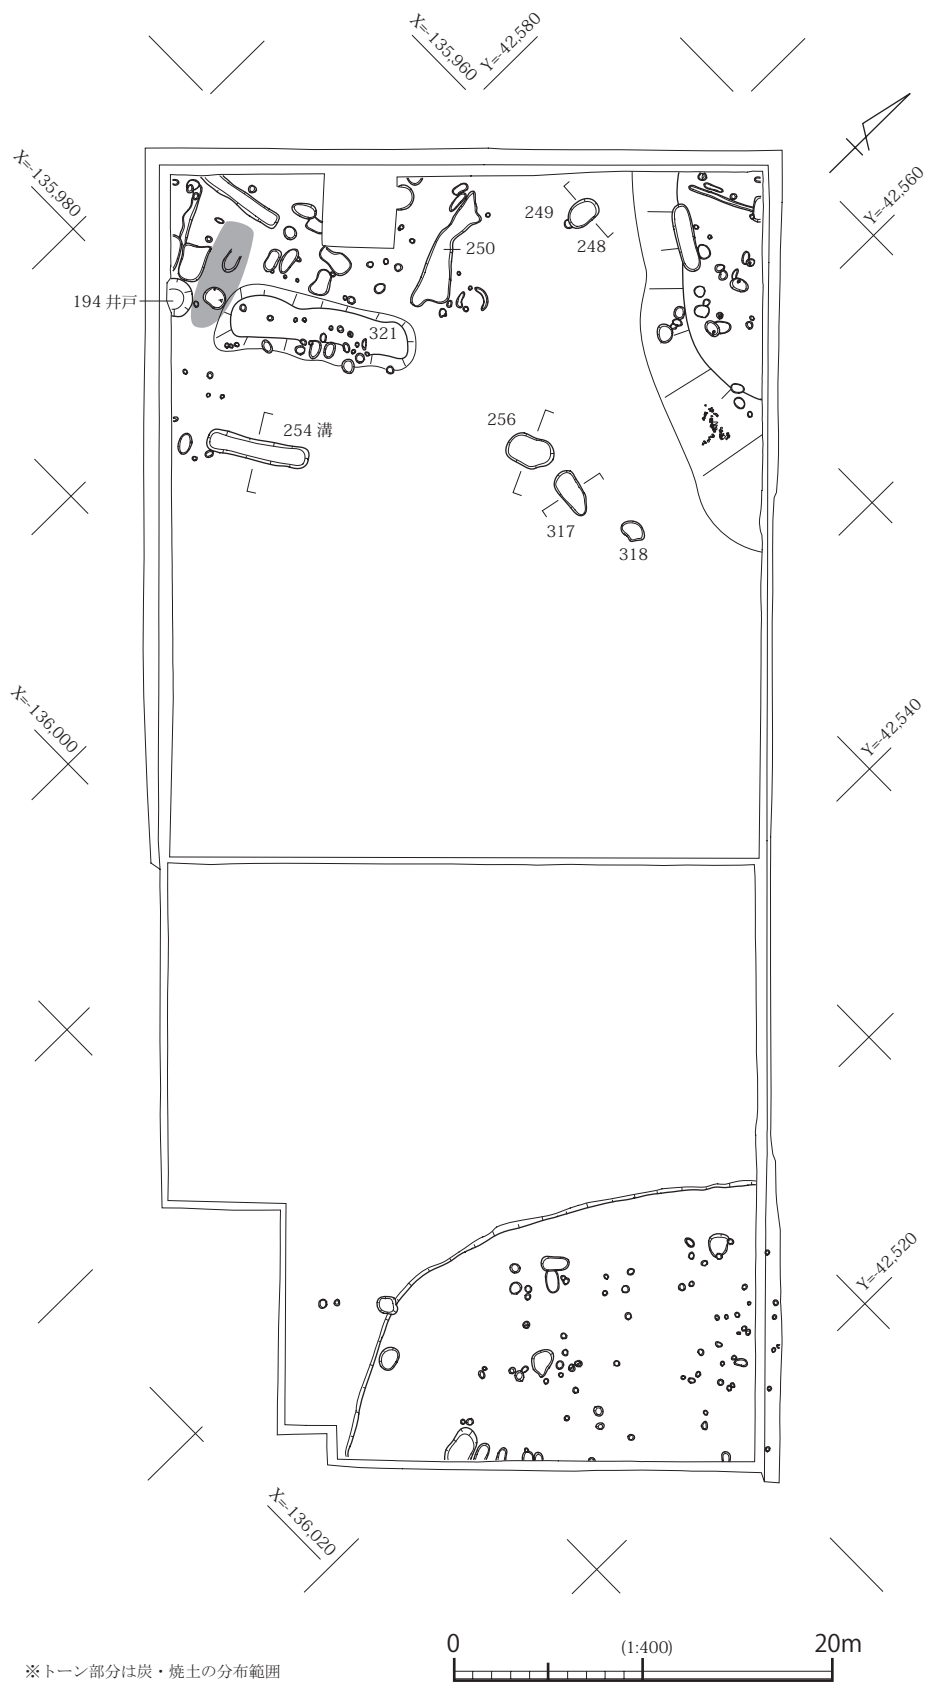 X=-135,960
Y=-42,580
X=-135,980
Y=-42,560
249
248
250
194 井戸
321
254 溝
256
317
318
X=-136,000
Y=-42,540
Y=-42,520
X=-136,020
0
(1:400)
20m
※トーン部分は炭・焼土の分布範囲